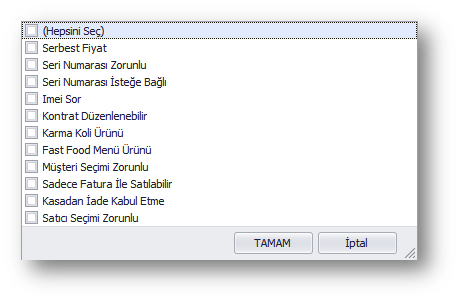 (Hepsini Seç)
Serbest Fiyat
Seri Numarası Zorunlu
Seri Numarası İsteğe Bağlı
Imei Sor
Kontrat Düzenlenebilir
Karma Koli Ürünü
Fast Food Menü Ürünü
Müşteri Seçimi Zorunlu
Sadece Fatura İle Satılabilir
Kasadan İade Kabul Etme
Satıcı Seçimi Zorunlu
TAMAM İptal